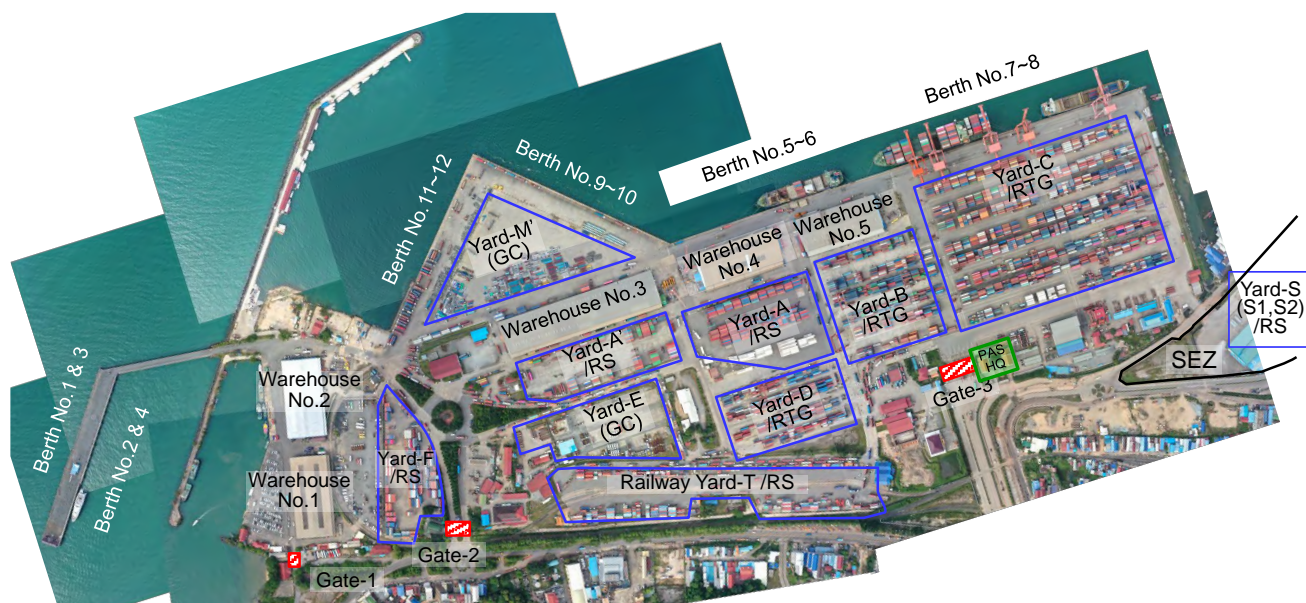 Berth No.7~8
Berth No.5~6
Berth No.9~10
Berth No.11~12
Yard-C
/RTG
Yard-M’
(GC)
Warehouse
No.5
Warehouse
No.4
Warehouse No.3
Yard-B
/RTG
Yard-A
/RS
Yard-A’
/RS
Yard-S
(S1,S2)
/RS
SEZ
PAS
HQ
Gate-3
Berth No.1 & 3
Berth No.2 & 4
Warehouse
No.2
Yard-D
/RTG
Yard-E
(GC)
Yard-F
/RS
Warehouse
No.1
Railway Yard-T /RS
Gate-2
Gate-1